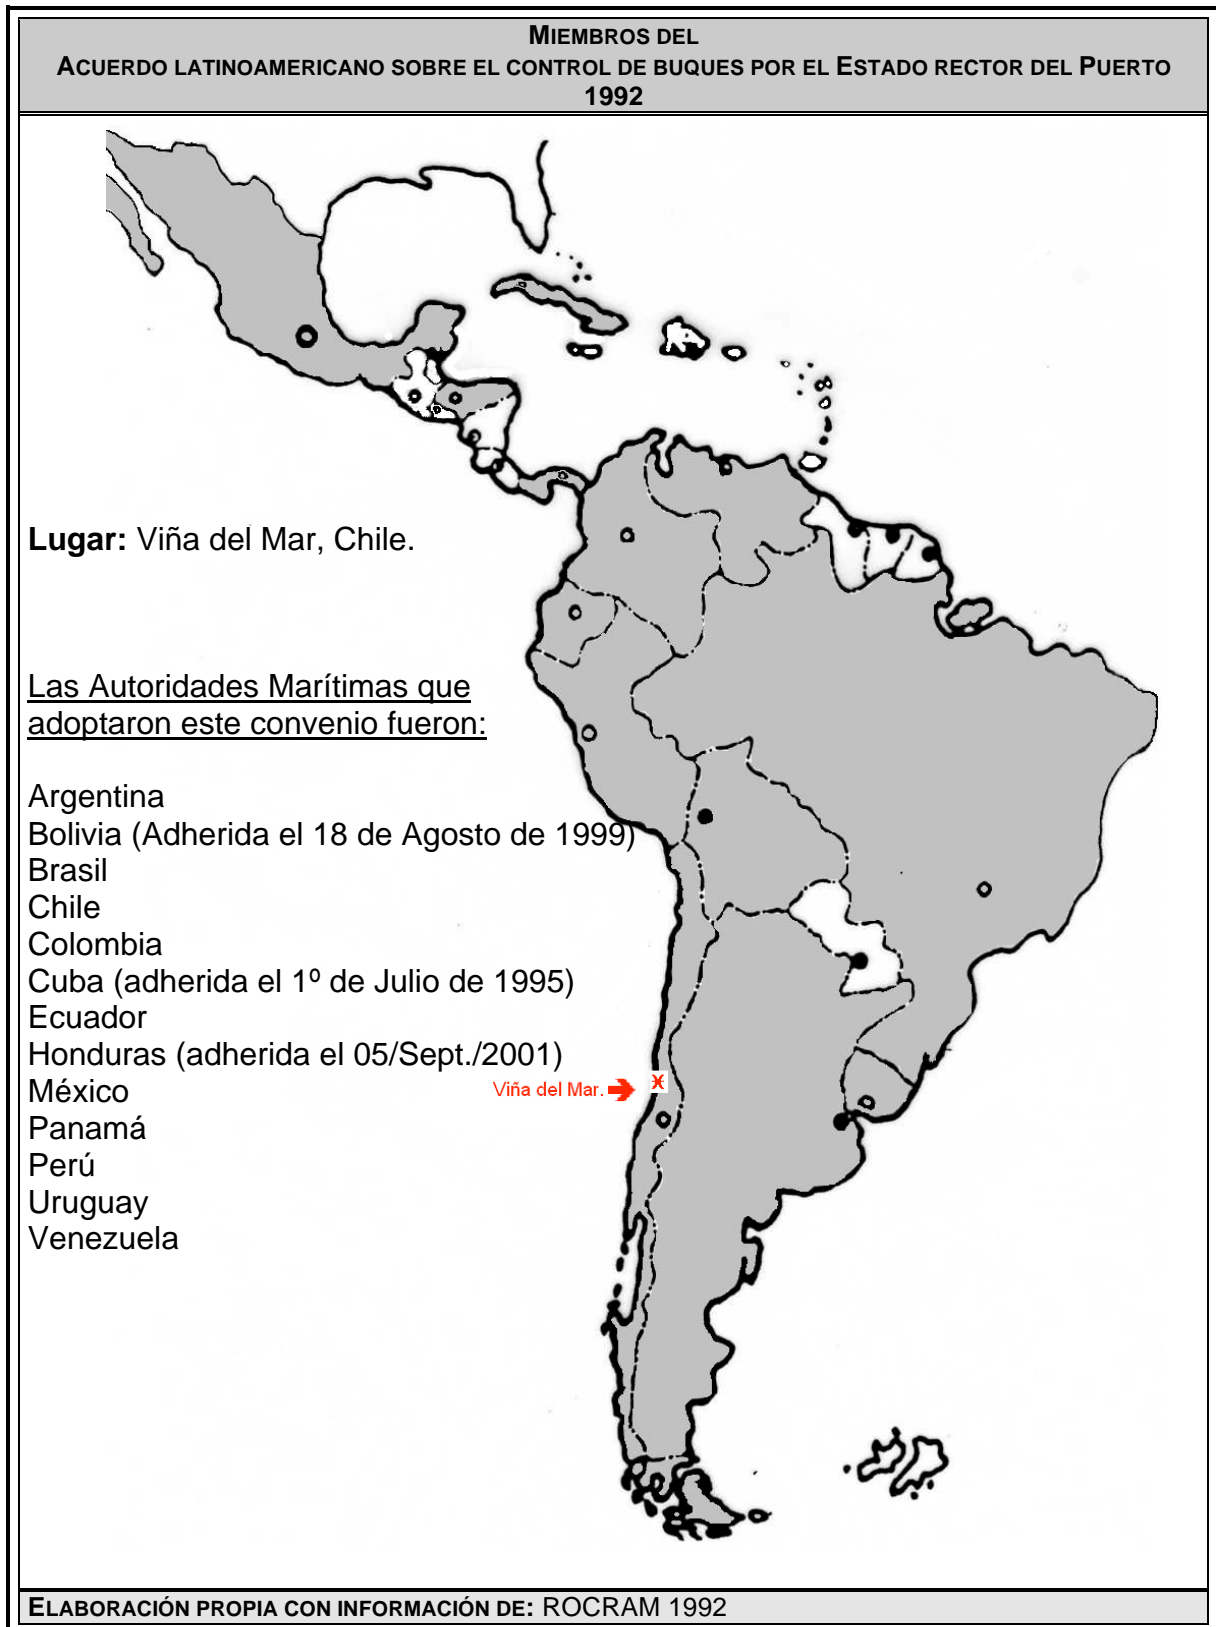 MIEMBROS DEL
ACUERDO LATINOAMERICANO SOBRE EL CONTROL DE BUQUES POR EL ESTADO RECTOR DEL PUERTO
1992
Lugar: Viña del Mar, Chile.
Las Autoridades Marítimas que
adoptaron este convenio fueron:
Argentina
Bolivia (Adherida el 18 de Agosto de 1999)
Brasil
Chile
Colombia
Cuba (adherida el 1º de Julio de 1995)
Ecuador
Honduras (adherida el 05/Sept./2001)
México
Panamá
Perú
Uruguay
Venezuela
Viña del Mar.
ELABORACIÓN PROPIA CON INFORMACIÓN DE: ROCRAM 1992